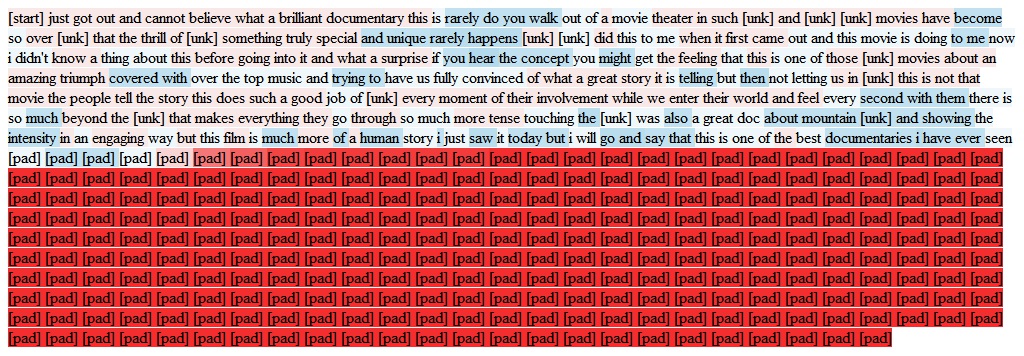 [start] just got out and cannot believe what a brilliant documentary this is rarely do you walk out of a movie theater in such [unk] and [unk] [unk] movies have become
so over [unk] that the thrill of [unk] something truly special and unique rarely happens [unk] [unk] did this to me when it first came out and this movie is doing to me now
i didn't know a thing about this before going into it and what a surprise if you hear the concept you might get the feeling that this is one of those [unk] movies about an
amazing triumph covered with over the top music and trying to have us fully convinced of what a great story it is telling but then not letting us in [unk] this is not that
movie the people tell the story this does such a good job of [unk] every moment of their involvement while we enter their world and feel every second with them there is
so much beyond the [unk] that makes everything they go through so much more tense touching the [unk] was also a great doc about mountain [unk] and showing the
intensity in an engaging way but this film is much more of a human story i just saw it today but i will go and say that this is one of the best documentaries i have ever seen
[pad] [pad] [pad] [pad] [pad] [pad] [pad] [pad] [pad] [pad] [pad] [pad] [pad] [pad] [pad] [pad] [pad] [pad] [pad] [pad] [pad] [pad] [pad] [pad] [pad] [pad] [pad]
[pad] [pad] [pad] [pad] [pad] [pad] [pad] [pad] [pad] [pad] [pad] [pad] [pad] [pad] [pad] [pad] [pad] [pad] [pad] [pad] [pad] [pad] [pad] [pad] [pad] [pad] [pad]
[pad] [pad] [pad] [pad] [pad] [pad] [pad] [pad] [pad] [pad] [pad] [pad] [pad] [pad] [pad] [pad] [pad] [pad] [pad] [pad] [pad] [pad] [pad] [pad] [pad] [pad] [pad]
[pad] [pad] [pad] [pad] [pad] [pad] [pad] [pad] [pad] [pad] [pad] [pad] [pad] [pad] [pad] [pad] [pad] [pad] [pad] [pad] [pad] [pad] [pad] [pad] [pad] [pad] [pad]
[pad] [pad] [pad] [pad] [pad] [pad] [pad] [pad] [pad] [pad] [pad] [pad] [pad] [pad] [pad] [pad] [pad] [pad] [pad] [pad] [pad] [pad] [pad] [pad] [pad] [pad] [pad]
[pad] [pad] [pad] [pad] [pad] [pad] [pad] [pad] [pad] [pad] [pad] [pad] [pad] [pad] [pad] [pad] [pad] [pad] [pad] [pad] [pad] [pad] [pad] [pad] [pad] [pad] [pad]
[pad] [pad] [pad] [pad] [pad] [pad] [pad] [pad] [pad] [pad] [pad] [pad] [pad] [pad] [pad] [pad] [pad] [pad] [pad] [pad] [pad] [pad] [pad] [pad] [pad] [pad] [pad]
[pad] [pad] [pad] [pad] [pad] [pad] [pad] [pad] [pad] [pad] [pad] [pad] [pad] [pad] [pad] [pad] [pad] [pad] [pad] [pad] [pad] [pad] [pad] [pad] [pad] [pad] [pad]
[pad] [pad] [pad] [pad] [pad] [pad] [pad] [pad] [pad] [pad] [pad] [pad] [pad] [pad] [pad] [pad] [pad] [pad] [pad] [pad] [pad] [pad] [pad] [pad] [pad] [pad] [pad]
[pad] [pad] [pad] [pad] [pad] [pad] [pad] [pad] [pad] [pad] [pad] [pad] [pad] [pad] [pad] [pad] [pad] [pad] [pad] [pad] [pad] [pad] [pad] [pad]